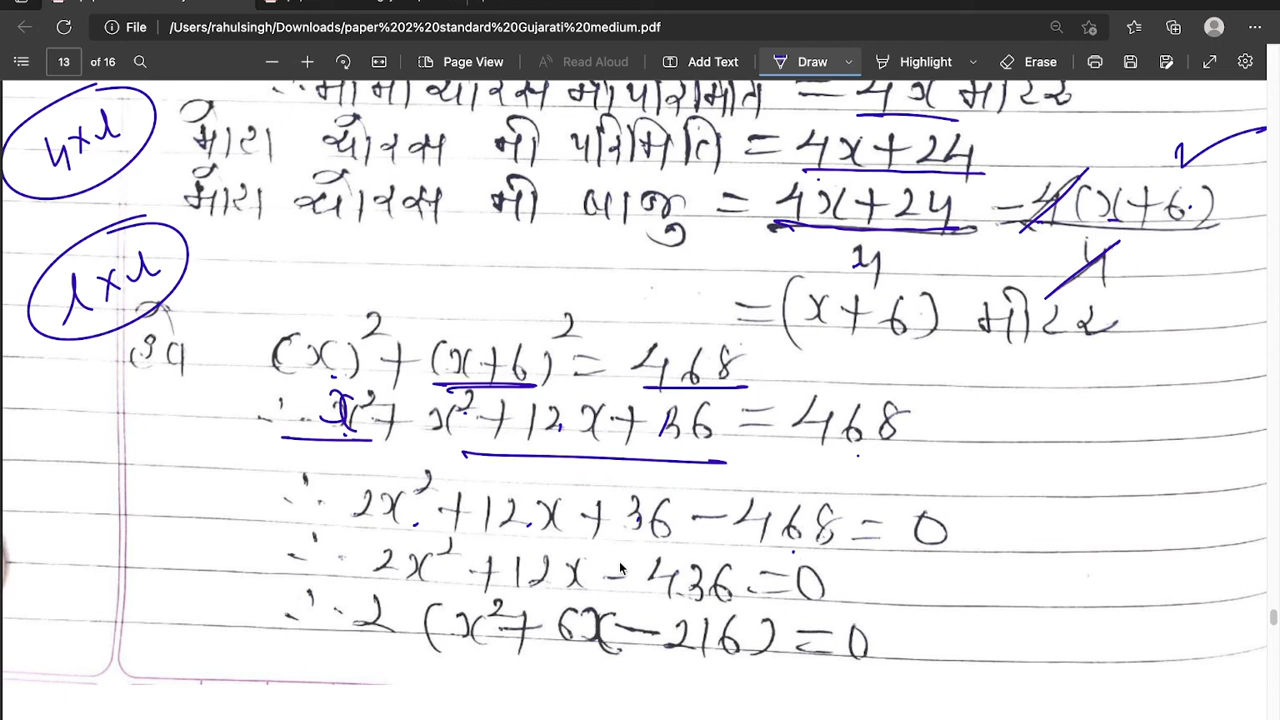 File /Users/rahulsingh/Downloads/paper%202%20standard%20Gujarati%20medium.pdf
13 of 16 Page View Read Aloud Add Text Draw Highlight Erase
= 4x મીટર
4×l
મોટા ચોરસ ની પરિમિતિ = 4x+24
મોટા ચોરસ ની બાજુ = 4x+24 = 4(x+6)
4 4
l×l
= (x+6) મીટર
હવે (x)² + (x+6)² = 468
∴ x² + x² + 12x + 36 = 468
∴ 2x² + 12x + 36 - 468 = 0
∴ 2x² + 12x - 436 = 0
∴ 2 (x² + 6x - 216) = 0